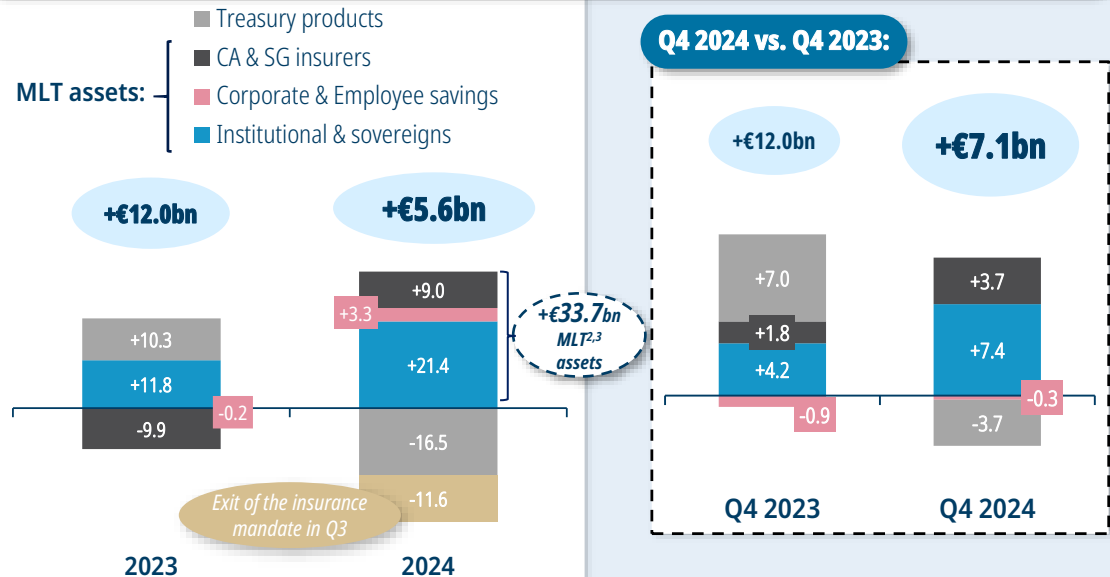 Treasury products
MLT assets:
CA & SG insurers
Corporate & Employee savings
Institutional & sovereigns
+€12.0bn
+€5.6bn
+10.3
+11.8
-0.2
-9.9
+9.0
+3.3
+21.4
-16.5
-11.6
+€33.7bn
MLT2,3
assets
Exit of the insurance
mandate in Q3
2023
2024
Q4 2024 vs. Q4 2023:
+€12.0bn
+€7.1bn
+7.0
+1.8
+4.2
-0.9
+3.7
+7.4
-0.3
-3.7
Q4 2023
Q4 2024